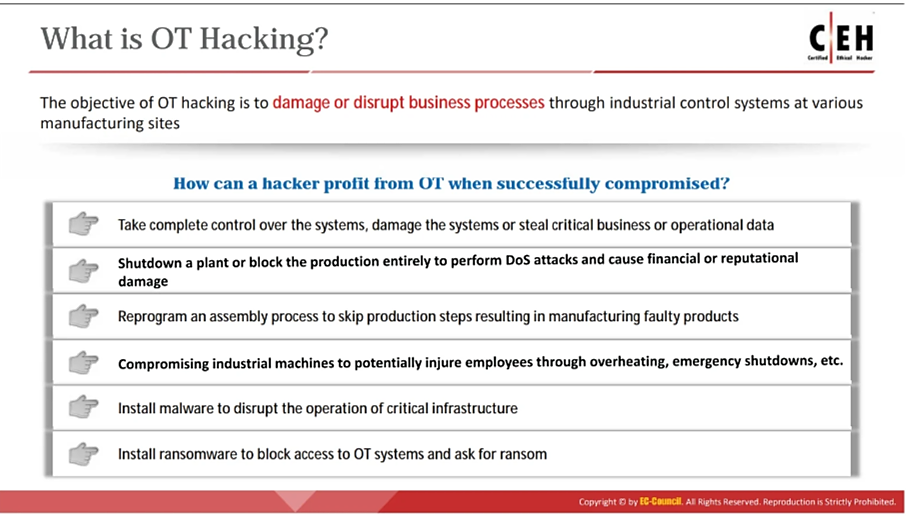 What is OT Hacking?
C|EH
Certified Ethical Hacker
The objective of OT hacking is to damage or disrupt business processes through industrial control systems at various
manufacturing sites
How can a hacker profit from OT when successfully compromised?
Take complete control over the systems, damage the systems or steal critical business or operational data
Shutdown a plant or block the production entirely to perform DoS attacks and cause financial or reputational
damage
Reprogram an assembly process to skip production steps resulting in manufacturing faulty products
Compromising industrial machines to potentially injure employees through overheating, emergency shutdowns, etc.
Install malware to disrupt the operation of critical infrastructure
Install ransomware to block access to OT systems and ask for ransom
Copyright © by EC-Council. All Rights Reserved. Reproduction is Strictly Prohibited.